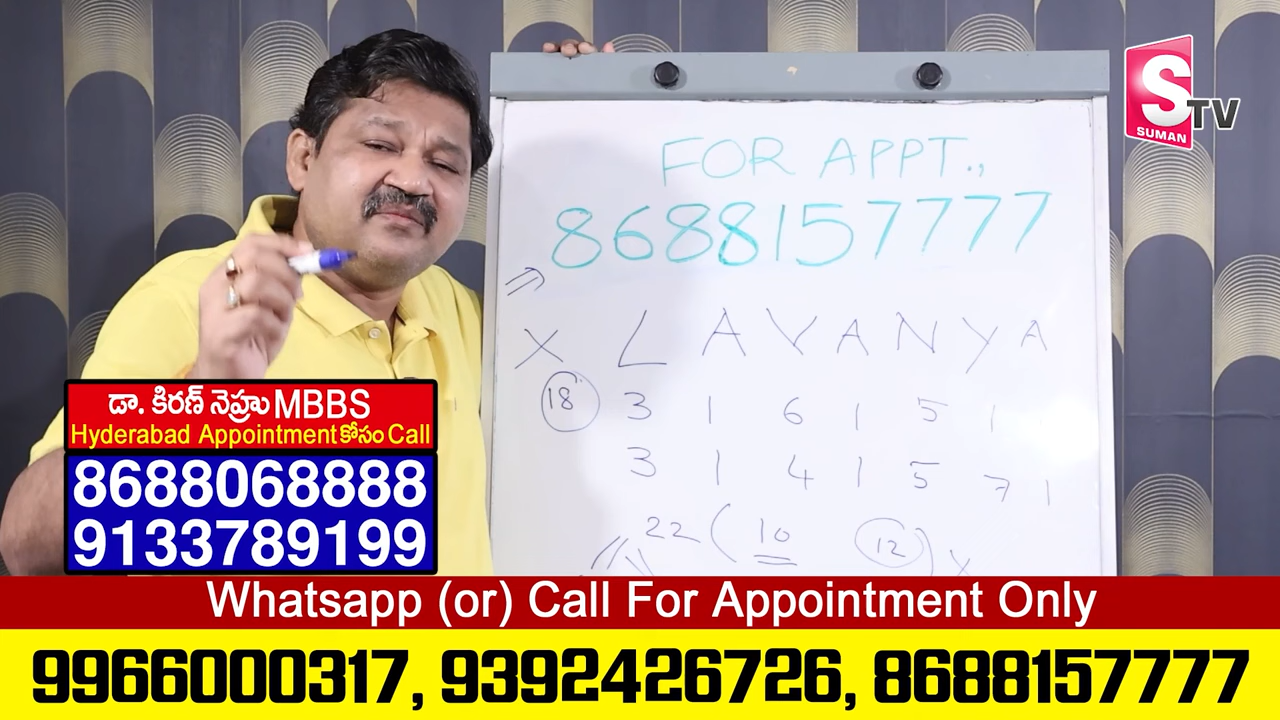 STV
SUMAN
FOR APPT.,
8688157777
⇒
X L A V A N Y A
18 3 1 6 1 5 1
3 1 4 1 5 7 1
22 ( 10 12 ) X
డా. కిరణ్ నెహ్రు MBBS
Hyderabad Appointment కోసం Call
8688068888
9133789199
Whatsapp (or) Call For Appointment Only
9966000317, 9392426726, 8688157777